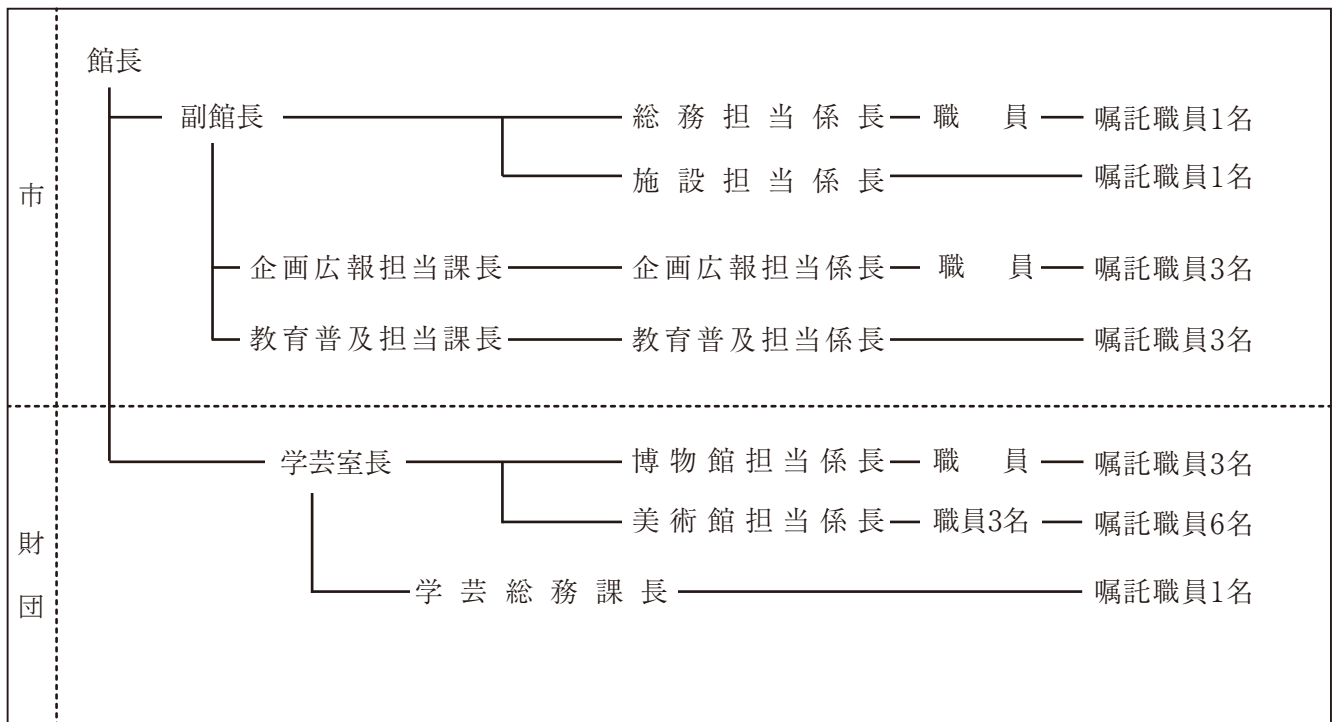 市
館長
副館長 総務担当係長 職員 嘱託職員1名
施設担当係長 嘱託職員1名
企画広報担当課長 企画広報担当係長 職員 嘱託職員3名
教育普及担当課長 教育普及担当係長 嘱託職員3名
財団
学芸室長 博物館担当係長 職員 嘱託職員3名
美術館担当係長 職員3名 嘱託職員6名
学芸総務課長 嘱託職員1名